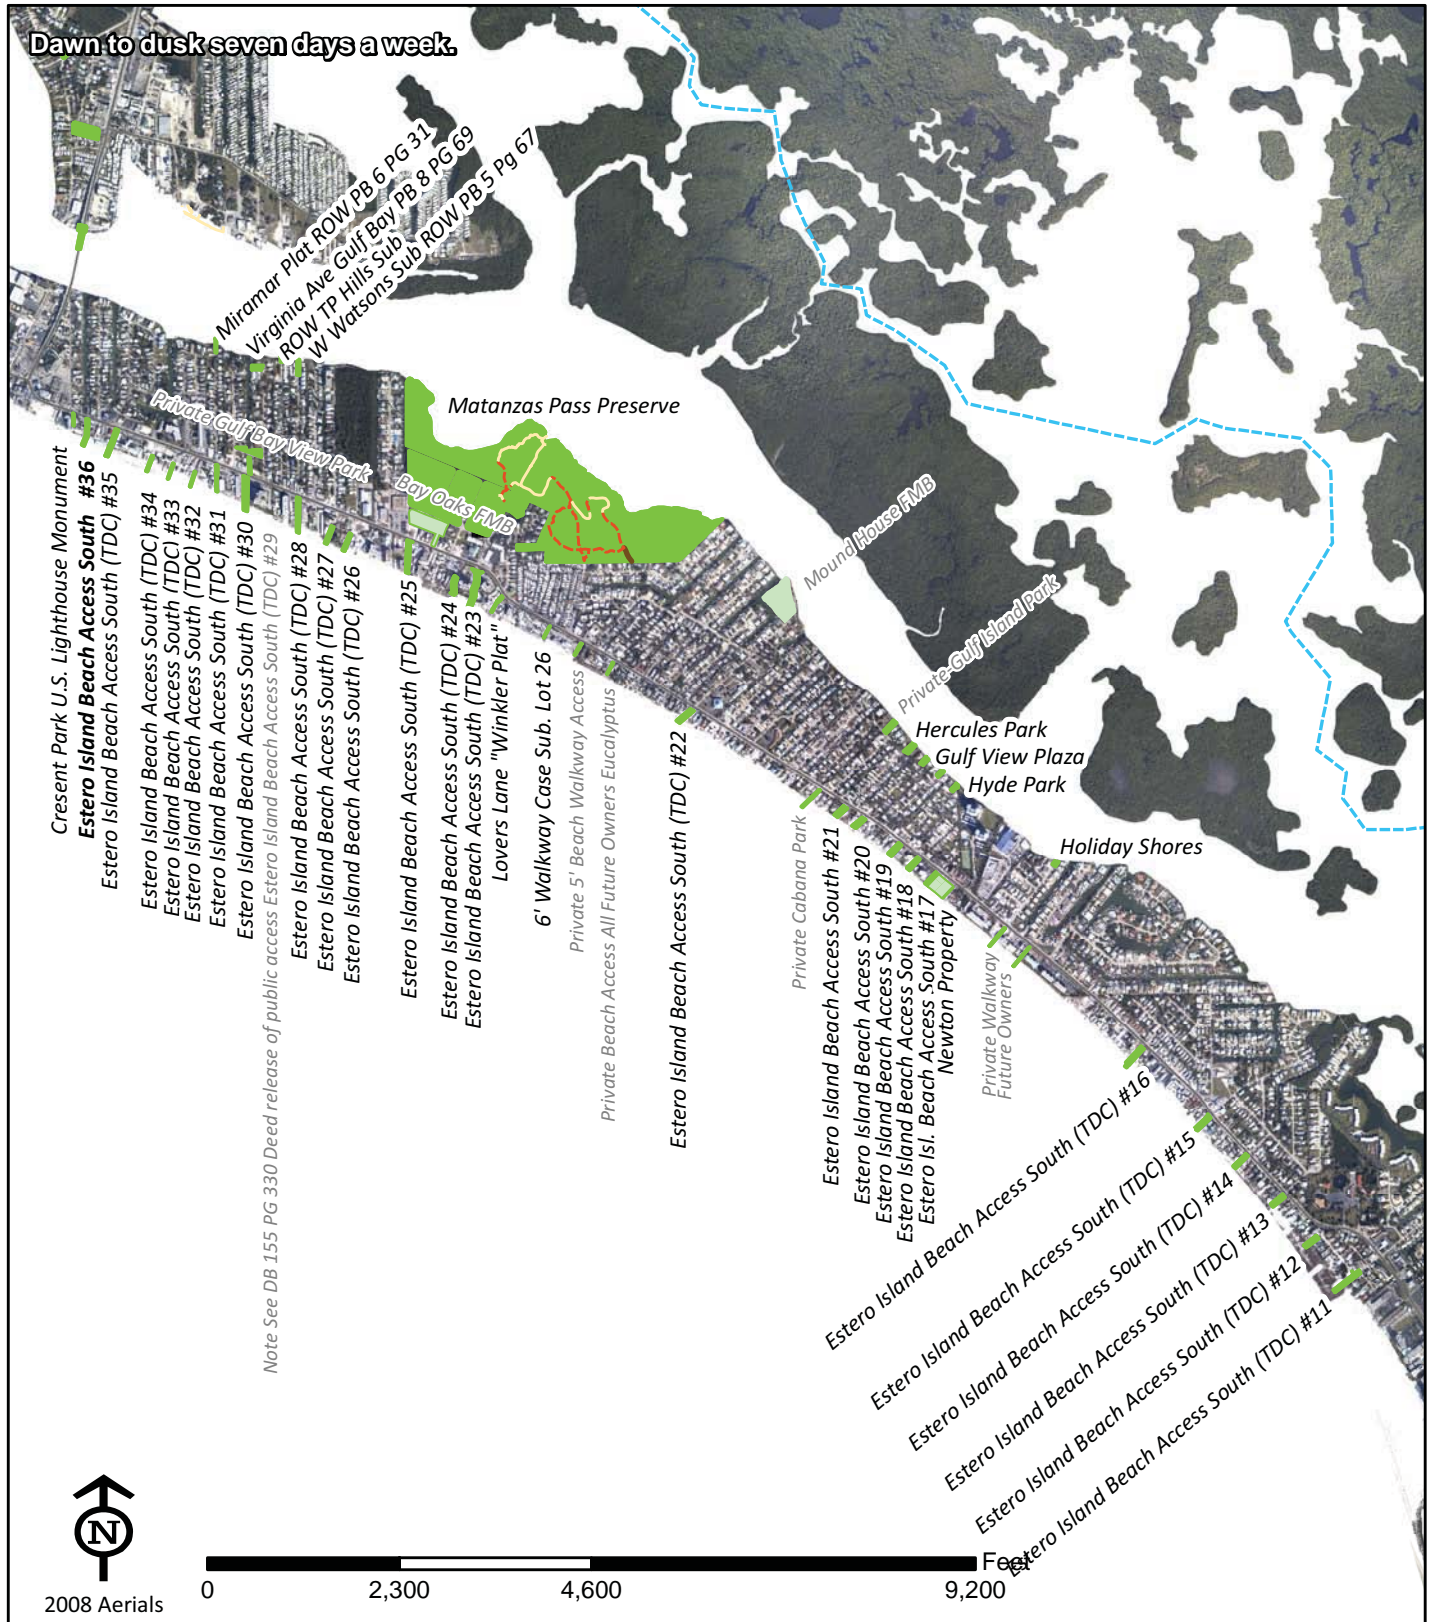 Dawn to dusk seven days a week.
Miramar Plat ROW PB 6 PG 31
Virginia Ave Gulf Bay PB 8 PG 69
ROW TP Hills Sub
W Watsons Sub ROW PB 5 Pg 67
Matanzas Pass Preserve
Private Gulf Bay View Park
Bay Oaks FMB
Mound House FMB
Private-Gulf Island Park
Hercules Park
Gulf View Plaza
Hyde Park
Holiday Shores
Cresent Park U.S. Lighthouse Monument
Estero Island Beach Access South #36
Estero Island Beach Access South (TDC) #35
Estero Island Beach Access South (TDC) #34
Estero Island Beach Access South (TDC) #33
Estero Island Beach Access South (TDC) #32
Estero Island Beach Access South (TDC) #31
Estero Island Beach Access South (TDC) #30
Note See DB 155 PG 330 Deed release of public access Estero Island Beach Access South (TDC) #29
Estero Island Beach Access South (TDC) #28
Estero Island Beach Access South (TDC) #27
Estero Island Beach Access South (TDC) #26
Estero Island Beach Access South (TDC) #25
Estero Island Beach Access South (TDC) #24
Estero Island Beach Access South (TDC) #23
Lovers Lane "Winkler Plat"
6' Walkway Case Sub. Lot 26
Private 5' Beach Walkway Access
Private Beach Access All Future Owners Eucalyptus
Estero Island Beach Access South (TDC) #22
Private Cabana Park
Estero Island Beach Access South #21
Estero Island Beach Access South #20
Estero Island Beach Access South #19
Estero Island Beach Access South #18
Estero Isl. Beach Access South #17
Newton Property
Private Walkway
Future Owners
Estero Island Beach Access South (TDC) #16
Estero Island Beach Access South (TDC) #15
Estero Island Beach Access South (TDC) #14
Estero Island Beach Access South (TDC) #13
Estero Island Beach Access South (TDC) #12
Estero Island Beach Access South (TDC) #11
N
2008 Aerials
Feet
0 2,300 4,600 9,200